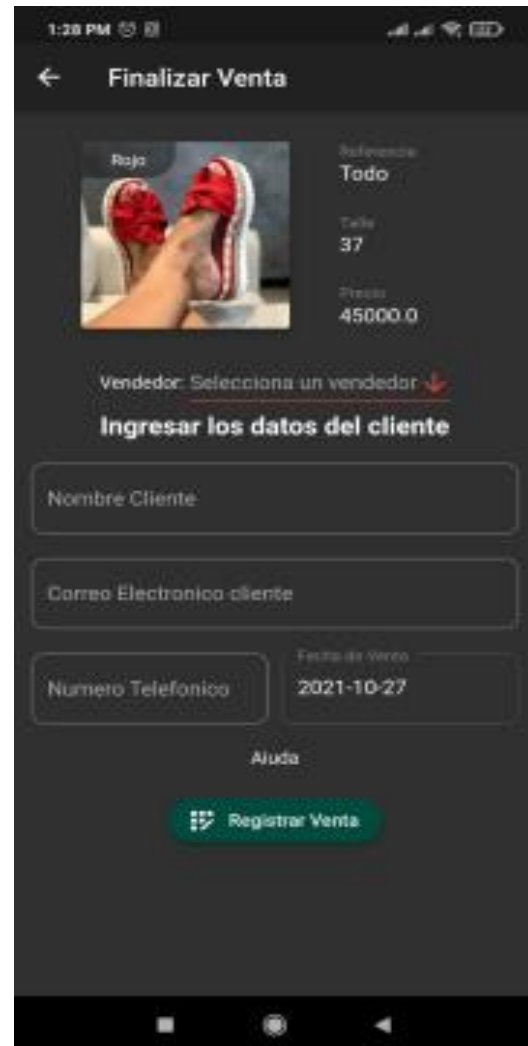 1:28 PM
Finalizar Venta
Rojo
Referencia
Todo
Talla
37
Precio
45000.0
Vendedor: Selecciona un vendedor
Ingresar los datos del cliente
Nombre Cliente
Correo Electronico cliente
Fecha de Venta
Numero Telefonico
2021-10-27
Aiuda
Registrar Venta